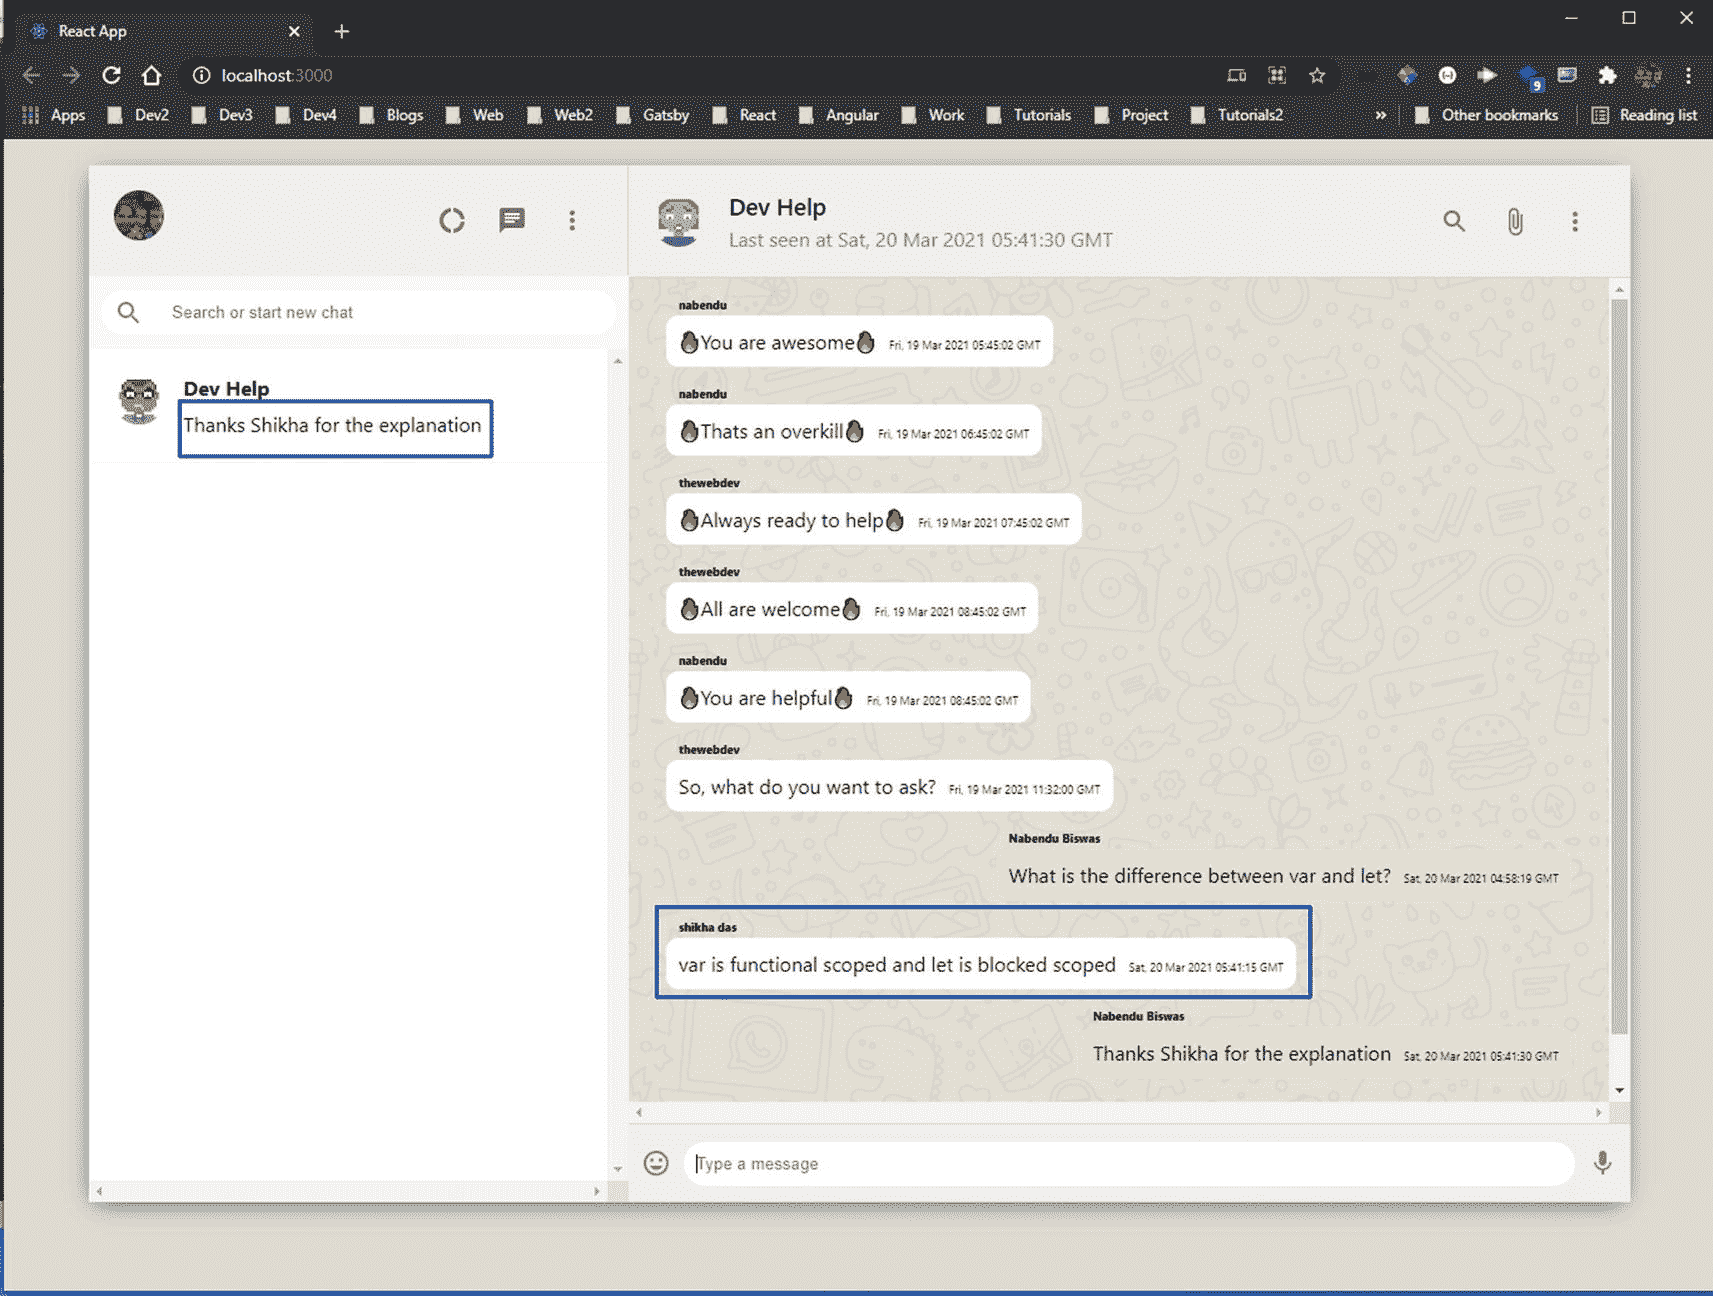 React App
localhost:3000
9
Apps Dev2 Dev3 Dev4 Blogs Web Web2 Gatsby React Angular Work Tutorials Project Tutorials2 » Other bookmarks Reading list
Dev Help
Last seen at Sat, 20 Mar 2021 05:41:30 GMT
Search or start new chat
Dev Help
Thanks Shikha for the explanation
nabendu
You are awesome Fri, 19 Mar 2021 05:45:02 GMT
nabendu
Thats an overkill Fri, 19 Mar 2021 06:45:02 GMT
thewebdev
Always ready to help Fri, 19 Mar 2021 07:45:02 GMT
thewebdev
All are welcome Fri, 19 Mar 2021 08:45:02 GMT
nabendu
You are helpful Fri, 19 Mar 2021 08:45:02 GMT
thewebdev
So, what do you want to ask? Fri, 19 Mar 2021 11:32:00 GMT
Nabendu Biswas
What is the difference between var and let? Sat, 20 Mar 2021 04:58:19 GMT
shikha das
var is functional scoped and let is blocked scoped Sat, 20 Mar 2021 05:41:15 GMT
Nabendu Biswas
Thanks Shikha for the explanation Sat, 20 Mar 2021 05:41:30 GMT
Type a message